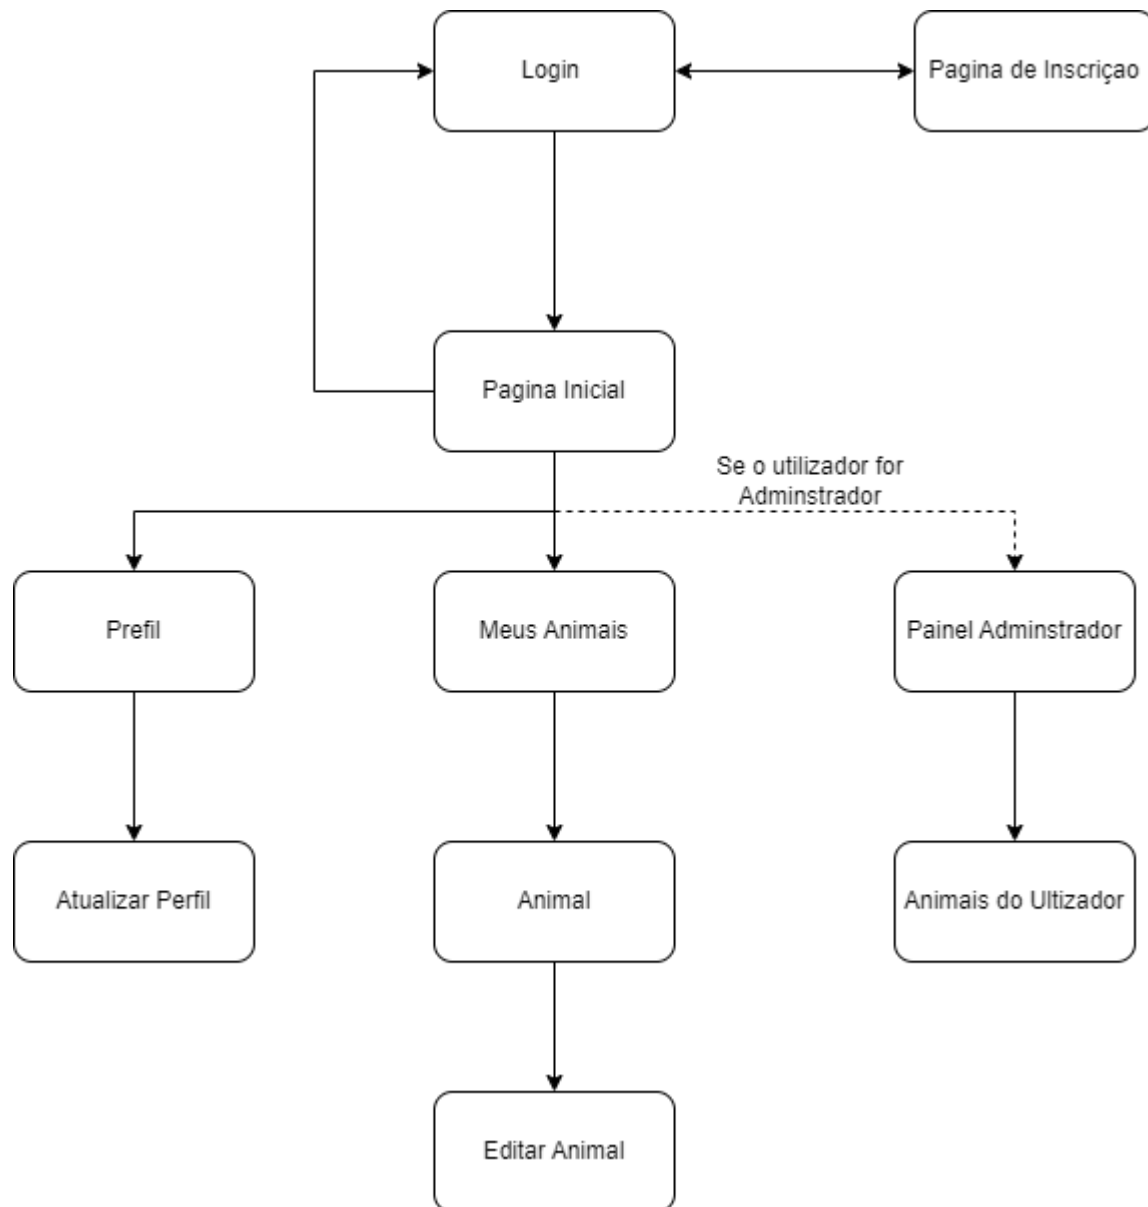 Login
Pagina de Inscriçao
Pagina Inicial
Se o utilizador for
Adminstrador
Prefil
Meus Animais
Painel Adminstrador
Atualizar Perfil
Animal
Animais do Ultizador
Editar Animal